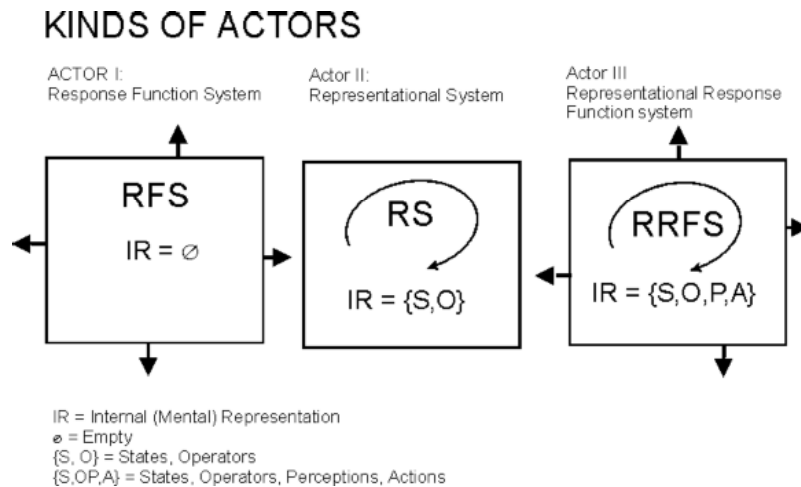 KINDS OF ACTORS
ACTOR I:
Response Function System
Actor II:
Representational System
Actor III
Representational Response
Function system
RFS
IR = ∅
RS
IR = {S,O}
RRFS
IR = {S,O,P,A}
IR = Internal (Mental) Representation
ø = Empty
{S, O} = States, Operators
{S,OP,A} = States, Operators, Perceptions, Actions